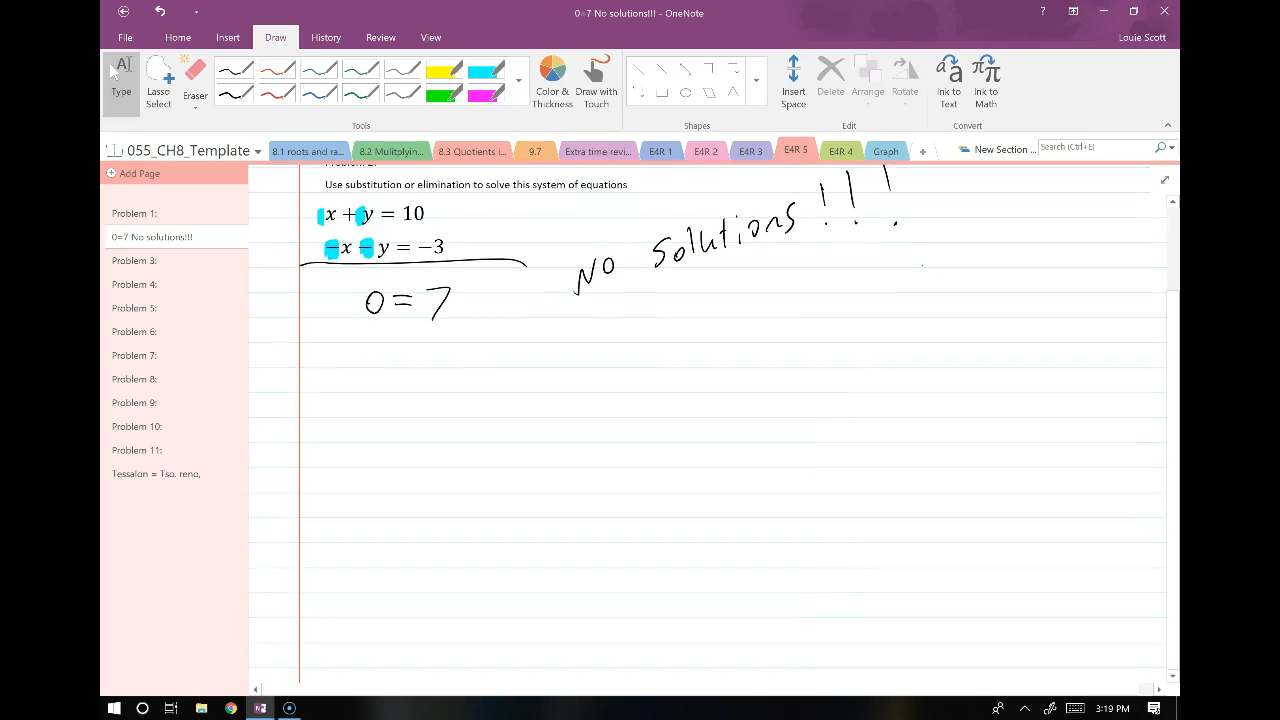 0=7 No solutions!!! - OneNote
?
File Home Insert Draw History Review View
Louie Scott
Type
Lasso Select
Eraser
Color & Thickness
Draw with Touch
Insert Space
Delete
Arrange
Rotate
Ink to Text
Ink to Math
Tools
Shapes
Edit
Convert
055_CH8_Template
8.1 roots and ra...
8.2 Mulitplyin...
8.3 Quotients i...
9.7
Extra time revi...
E4R 1
E4R 2
E4R 3
E4R 5
E4R 4
Graph
+
New Section ...
Search (Ctrl+E)
Add Page
Problem 1:
0=7 No solutions!!!
Problem 3:
Problem 4:
Problem 5:
Problem 6:
Problem 7:
Problem 8:
Problem 9:
Problem 10:
Problem 11:
Tessalon = Tso. reno,
Use substitution or elimination to solve this system of equations
x + y = 10
−x − y = −3
0 = 7
No solutions!!!
3:19 PM